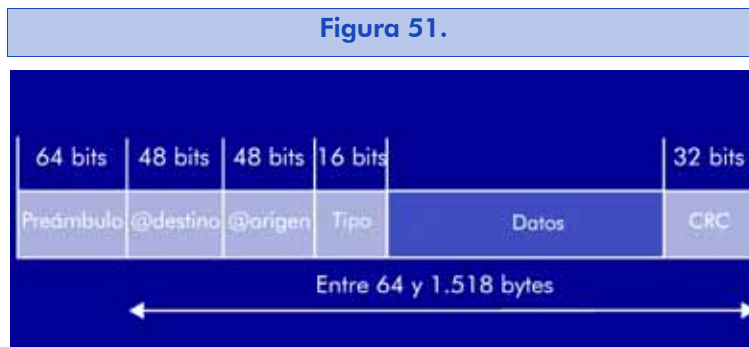 Figura 51.
64 bits 48 bits 48 bits 16 bits 32 bits
Preámbulo @destino @origen Tipo Datos CRC
Entre 64 y 1.518 bytes